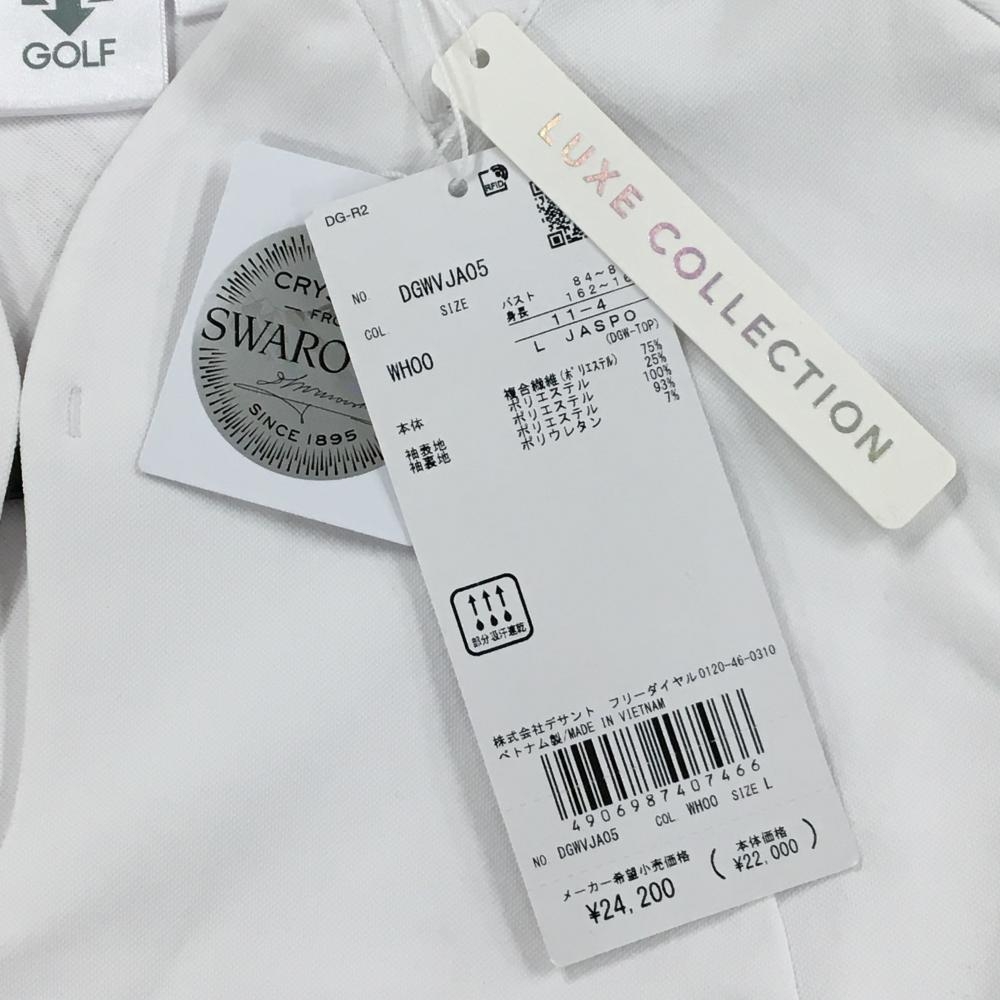 GOLF
LUXE COLLECTION
SWARO
SINCE 1895
RFID
DG-R2
NO. DGWVJA05
COL SIZE
WH00
バスト 84~8
身長 162~16
11-4
L JASPO
(DGW-TOP)
本体 複合繊維(ポリエステル) 75%
ポリエステル 25%
袖表地 ポリエステル 100%
袖裏地 ポリエステル 93%
ポリウレタン 7%
部分吸汗速乾
株式会社デサント フリーダイヤル0120-46-0310
ベトナム製/MADE IN VIETNAM
4906987407466
NO. DGWVJA05 COL WH00 SIZE L
メーカー希望小売価格 (本体価格
¥24,200 ¥22,000)